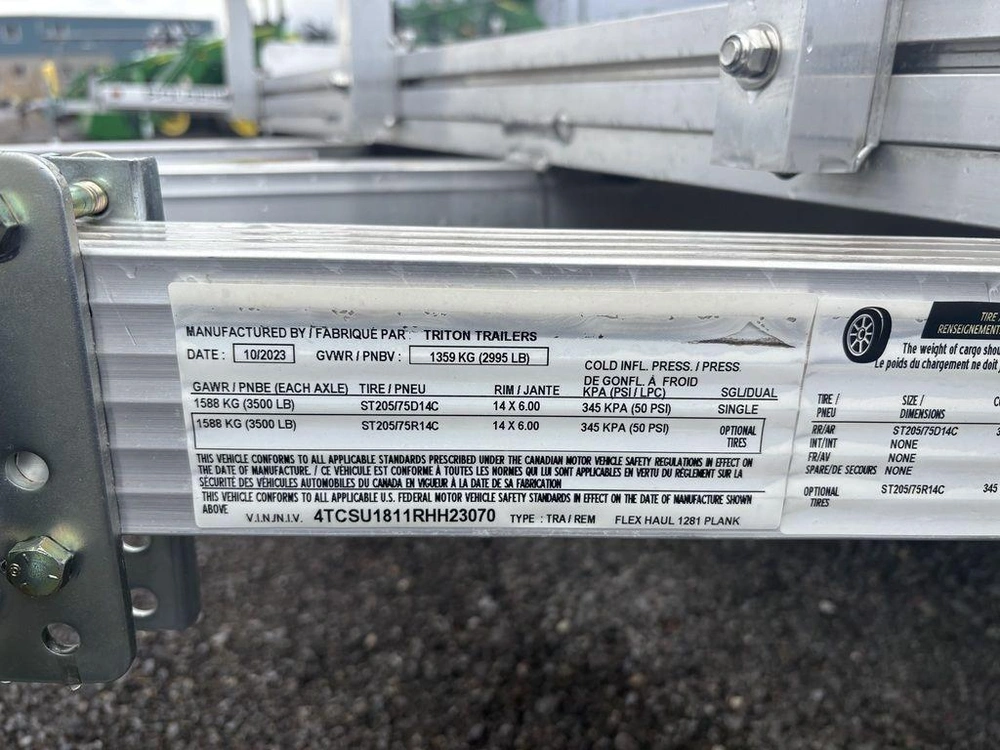 MANUFACTURED BY / FABRIQUÉ PAR TRITON TRAILERS
DATE : 10/2023 GVWR / PNBV : 1359 KG (2995 LB)
COLD INFL. PRESS. / PRESS.
DE GONFL. À FROID
GAWR / PNBE (EACH AXLE) TIRE / PNEU RIM / JANTE KPA (PSI / LPC) SGL/DUAL
1588 KG (3500 LB) ST205/75D14C 14 X 6.00 345 KPA (50 PSI) SINGLE
1588 KG (3500 LB) ST205/75R14C 14 X 6.00 345 KPA (50 PSI) OPTIONAL
TIRES
THIS VEHICLE CONFORMS TO ALL APPLICABLE STANDARDS PRESCRIBED UNDER THE CANADIAN MOTOR VEHICLE SAFETY REGULATIONS IN EFFECT ON
THE DATE OF MANUFACTURE. / CE VÉHICULE EST CONFORME À TOUTES LES NORMES QUI LUI SONT APPLICABLES EN VERTU DU RÈGLEMENT SUR LA
SÉCURITÉ DES VÉHICULES AUTOMOBILES DU CANADA EN VIGUEUR À LA DATE DE SA FABRICATION
THIS VEHICLE CONFORMS TO ALL APPLICABLE U.S. FEDERAL MOTOR VEHICLE SAFETY STANDARDS IN EFFECT ON THE DATE OF MANUFACTURE SHOWN
ABOVE
V.I.N./N.I.V. 4TCSU1811RHH23070 TYPE : TRA / REM FLEX HAUL 1281 PLANK
TIRE
RENSEIGNEMENTS
The weight of cargo shou
Le poids du chargement ne doit
TIRE / SIZE /
PNEU DIMENSIONS
RR/AR ST205/75D14C 3
INT/INT NONE
FR/AV NONE
SPARE/DE SECOURS NONE
OPTIONAL ST205/75R14C 345
TIRES